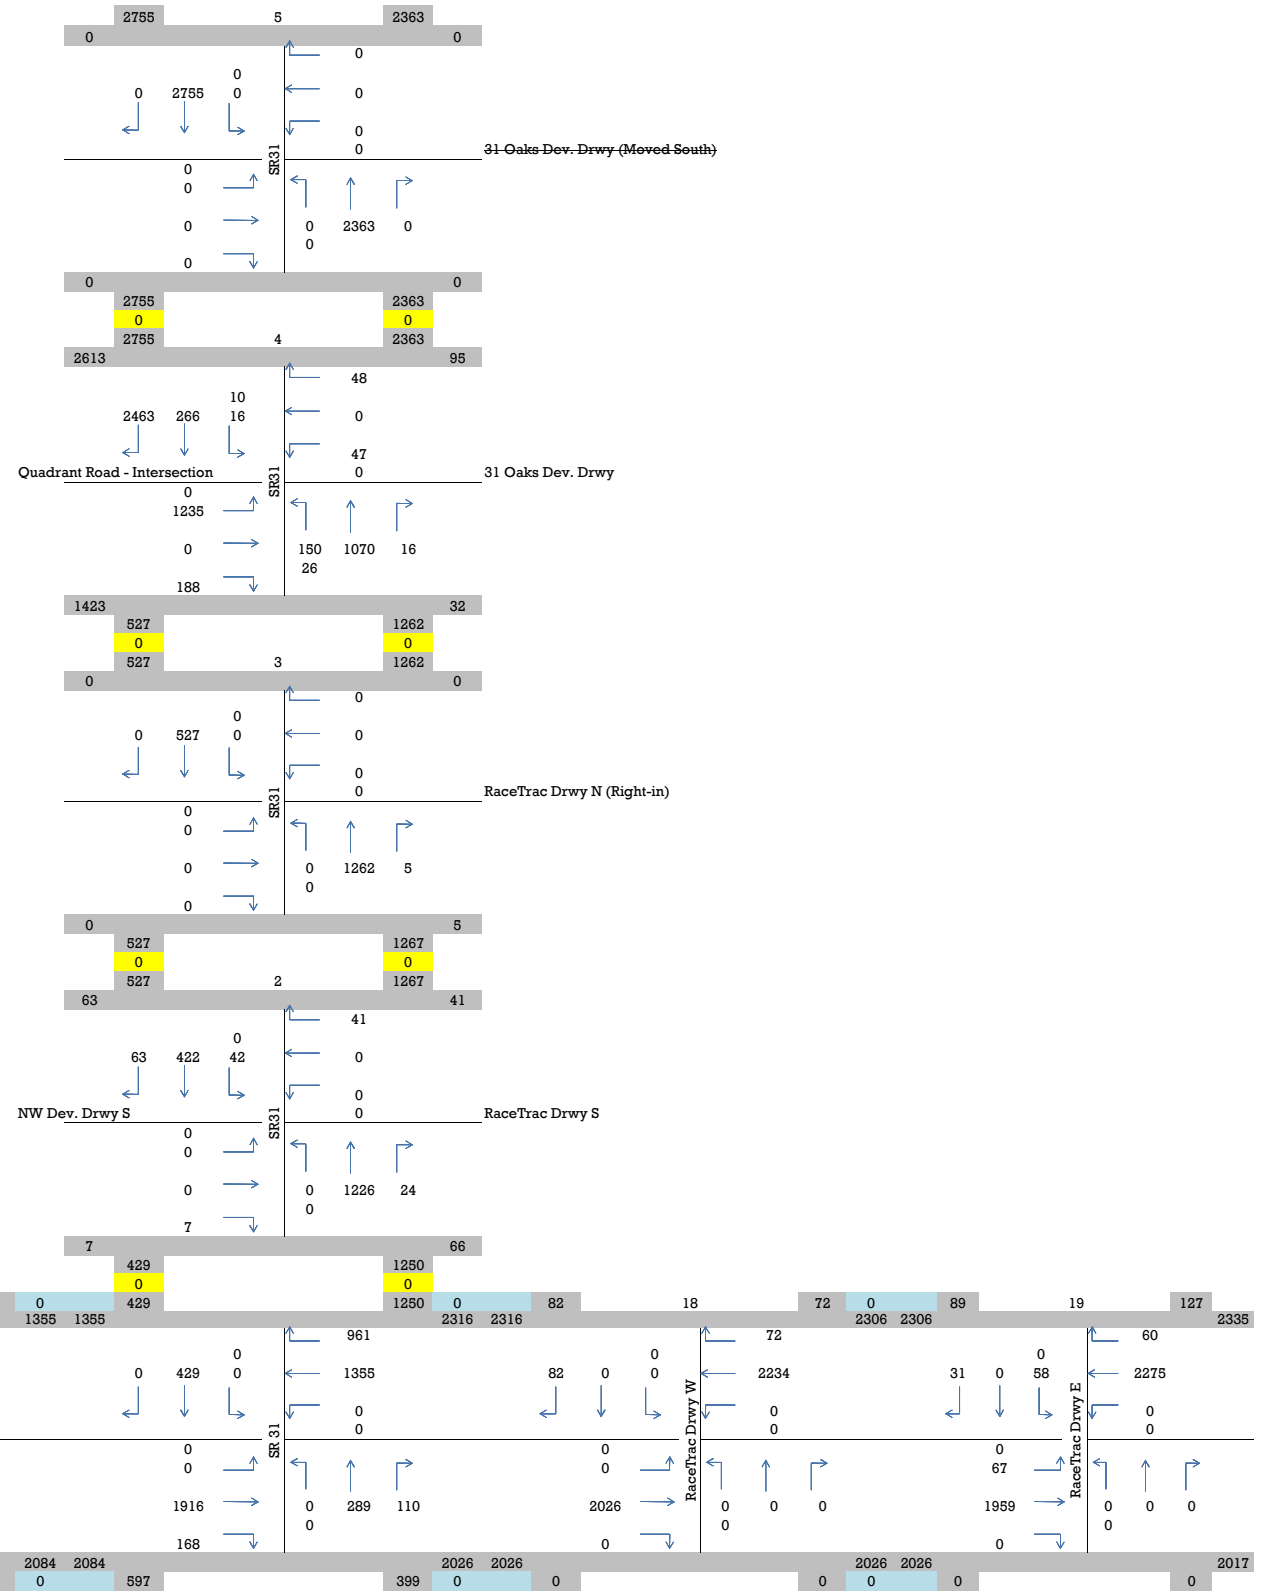 2755 5 2363
0 0
0
0
0 2755 0 0
0
0 31 Oaks Dev. Drwy (Moved South)
SR31
0
0
0 0 2363 0
0
0
0 0
2755 2363
0 0
2755 4 2363
2613 95
48
10
2463 266 16 0
47
Quadrant Road - Intersection 0 31 Oaks Dev. Drwy
SR31
0
1235
0 150 1070 16
26
188
1423 32
527 1262
0 0
527 3 1262
0 0
0
0
0 527 0 0
0
0 RaceTrac Drwy N (Right-in)
SR31
0
0
0 0 1262 5
0
0
0 5
527 1267
0 0
527 2 1267
63 41
41
0
63 422 42 0
0
NW Dev. Drwy S 0 RaceTrac Drwy S
SR31
0
0
0 0 1226 24
0
7
7 66
429 1250
0 0
0 429 1250 0 82 18 72 0 89 19 127
1355 1355 2316 2316 2306 2306 2335
961 72 60
0 0 0
0 429 0 1355 82 0 0 2234 31 0 58 2275
0 0 0
0 0 0
SR 31 RaceTrac Drwy W RaceTrac Drwy E
0 0 0
0 0 67
1916 0 289 110 2026 0 0 0 1959 0 0 0
0 0 0
168 0 0
2084 2084 2026 2026 2026 2026 2017
0 597 399 0 0 0 0 0 0